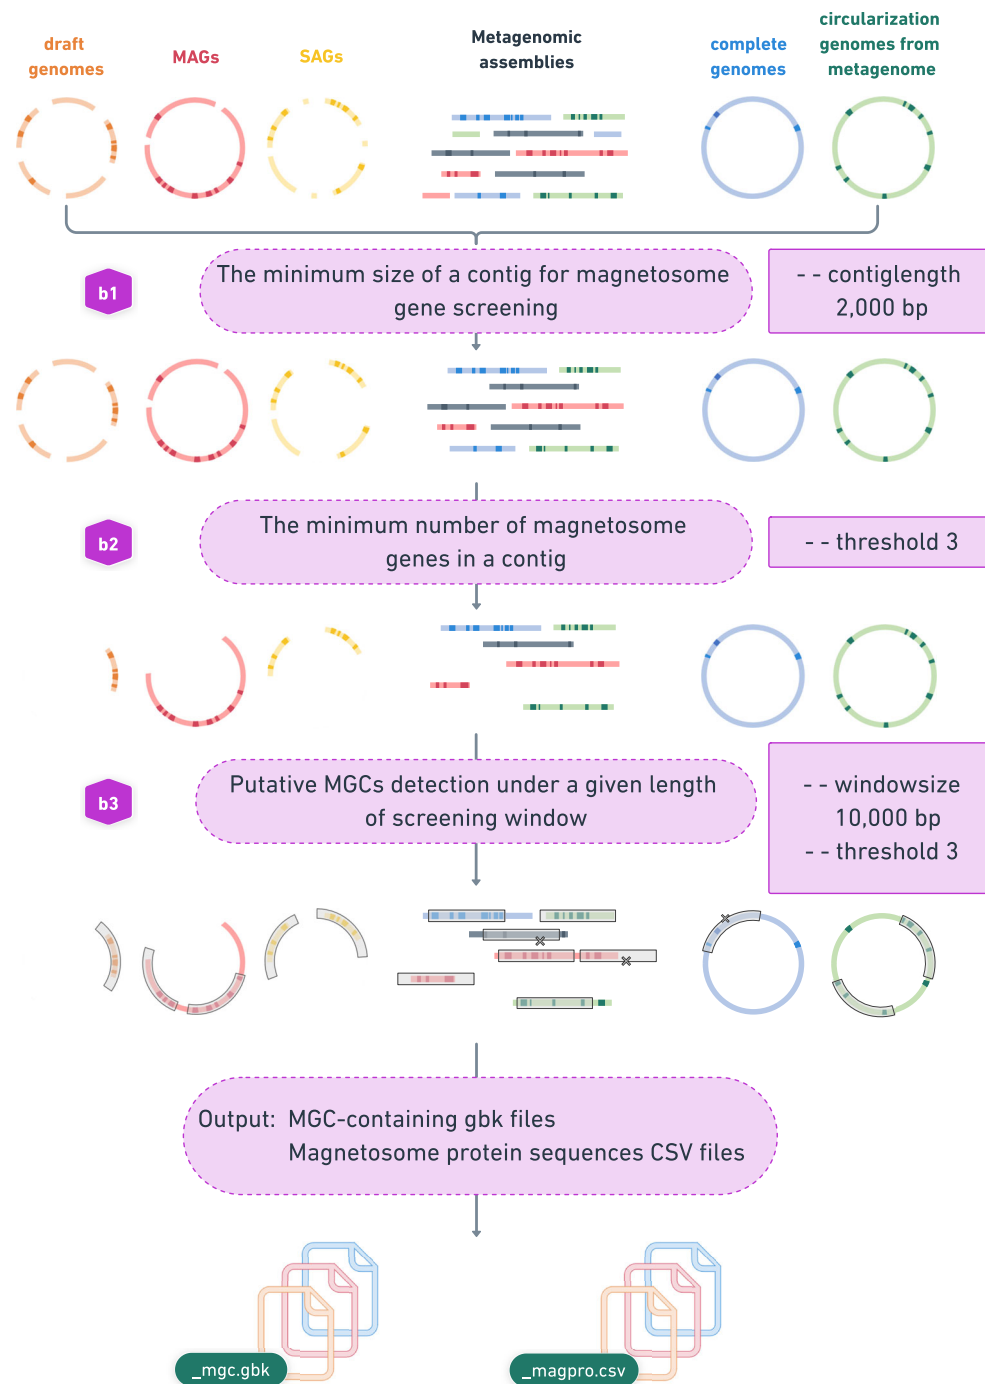 draft
genomes
MAGs
SAGs
Metagenomic
assemblies
complete
genomes
circularization
genomes from
metagenome
b1
The minimum size of a contig for magnetosome
gene screening
- - contiglength
2,000 bp
b2
The minimum number of magnetosome
genes in a contig
- - threshold 3
b3
Putative MGCs detection under a given length
of screening window
- - windowsize
10,000 bp
- - threshold 3
Output: MGC-containing gbk files
Magnetosome protein sequences CSV files
_mgc.gbk
_magpro.csv